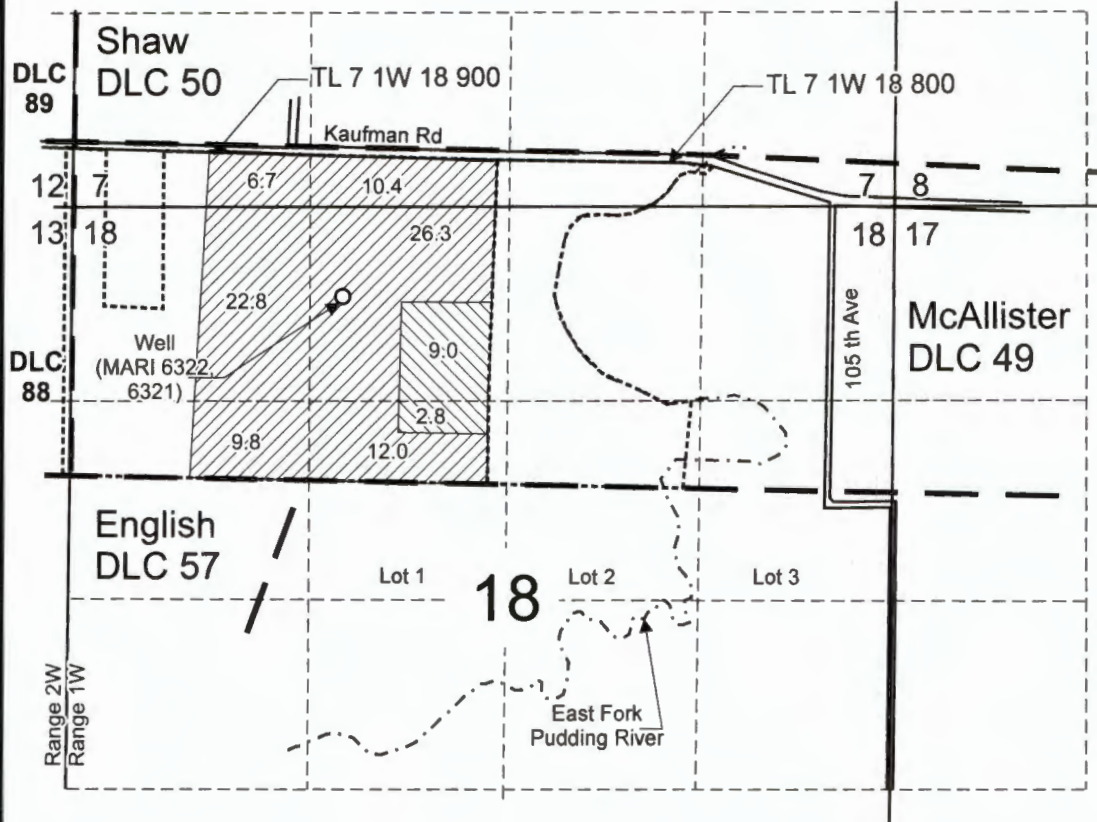 Shaw
DLC 50
DLC
89
TL 7 1W 18 900
TL 7 1W 18 800
Kaufman Rd
12 7
6.7
10.4
7 8
13 18
26.3
18 17
22.8
Well
(MARI 6322,
6321)
9.0
105 th Ave
McAllister
DLC 49
DLC
88
2.8
9.8
12.0
English
DLC 57
Lot 1
18
Lot 2
Lot 3
Range 2W
Range 1W
East Fork
Pudding River